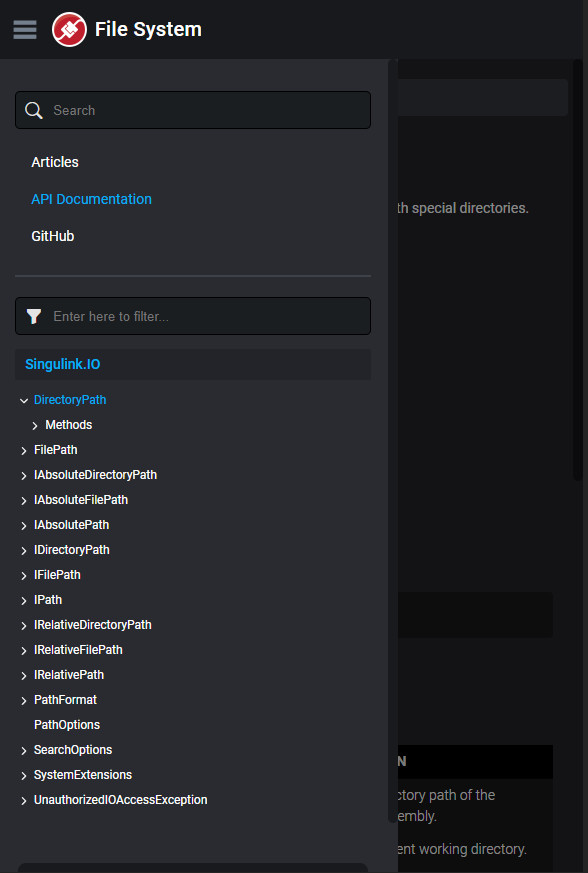 File System
Search
Articles
API Documentation
GitHub
Enter here to filter...
Singulink.IO
DirectoryPath
Methods
FilePath
IAbsoluteDirectoryPath
IAbsoluteFilePath
IAbsolutePath
IDirectoryPath
IFilePath
IPath
IRelativeDirectoryPath
IRelativeFilePath
IRelativePath
PathFormat
PathOptions
SearchOptions
SystemExtensions
UnauthorizedIOAccessException
th special directories.
N
ctory path of the
embly.
ent working directory.